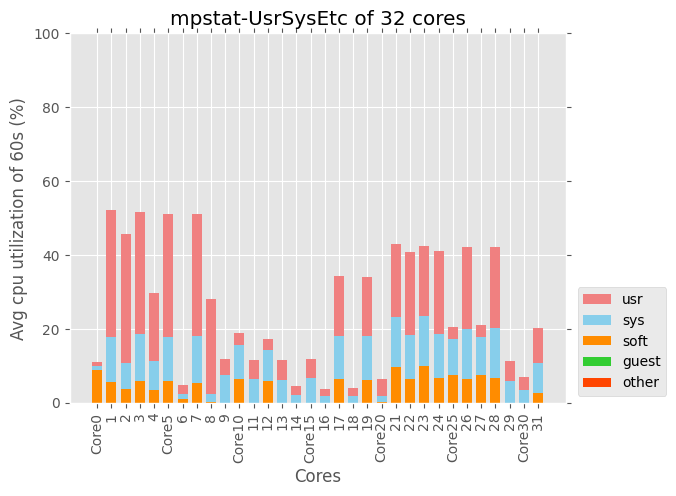 mpstat-UsrSysEtc of 32 cores
Avg cpu utilization of 60s (%)
100
80
60
40
20
0
Core0 1 2 3 4 Core5 6 7 8 9 Core10 11 12 13 14 Core15 16 17 18 19 Core20 21 22 23 24 Core25 26 27 28 29 Core30 31
Cores
usr
sys
soft
guest
other